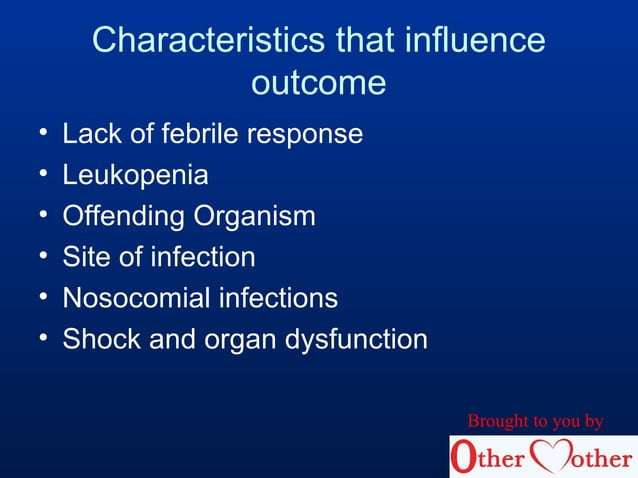 Characteristics that influence
outcome
• Lack of febrile response
• Leukopenia
• Offending Organism
• Site of infection
• Nosocomial infections
• Shock and organ dysfunction
Brought to you by
Other Mother